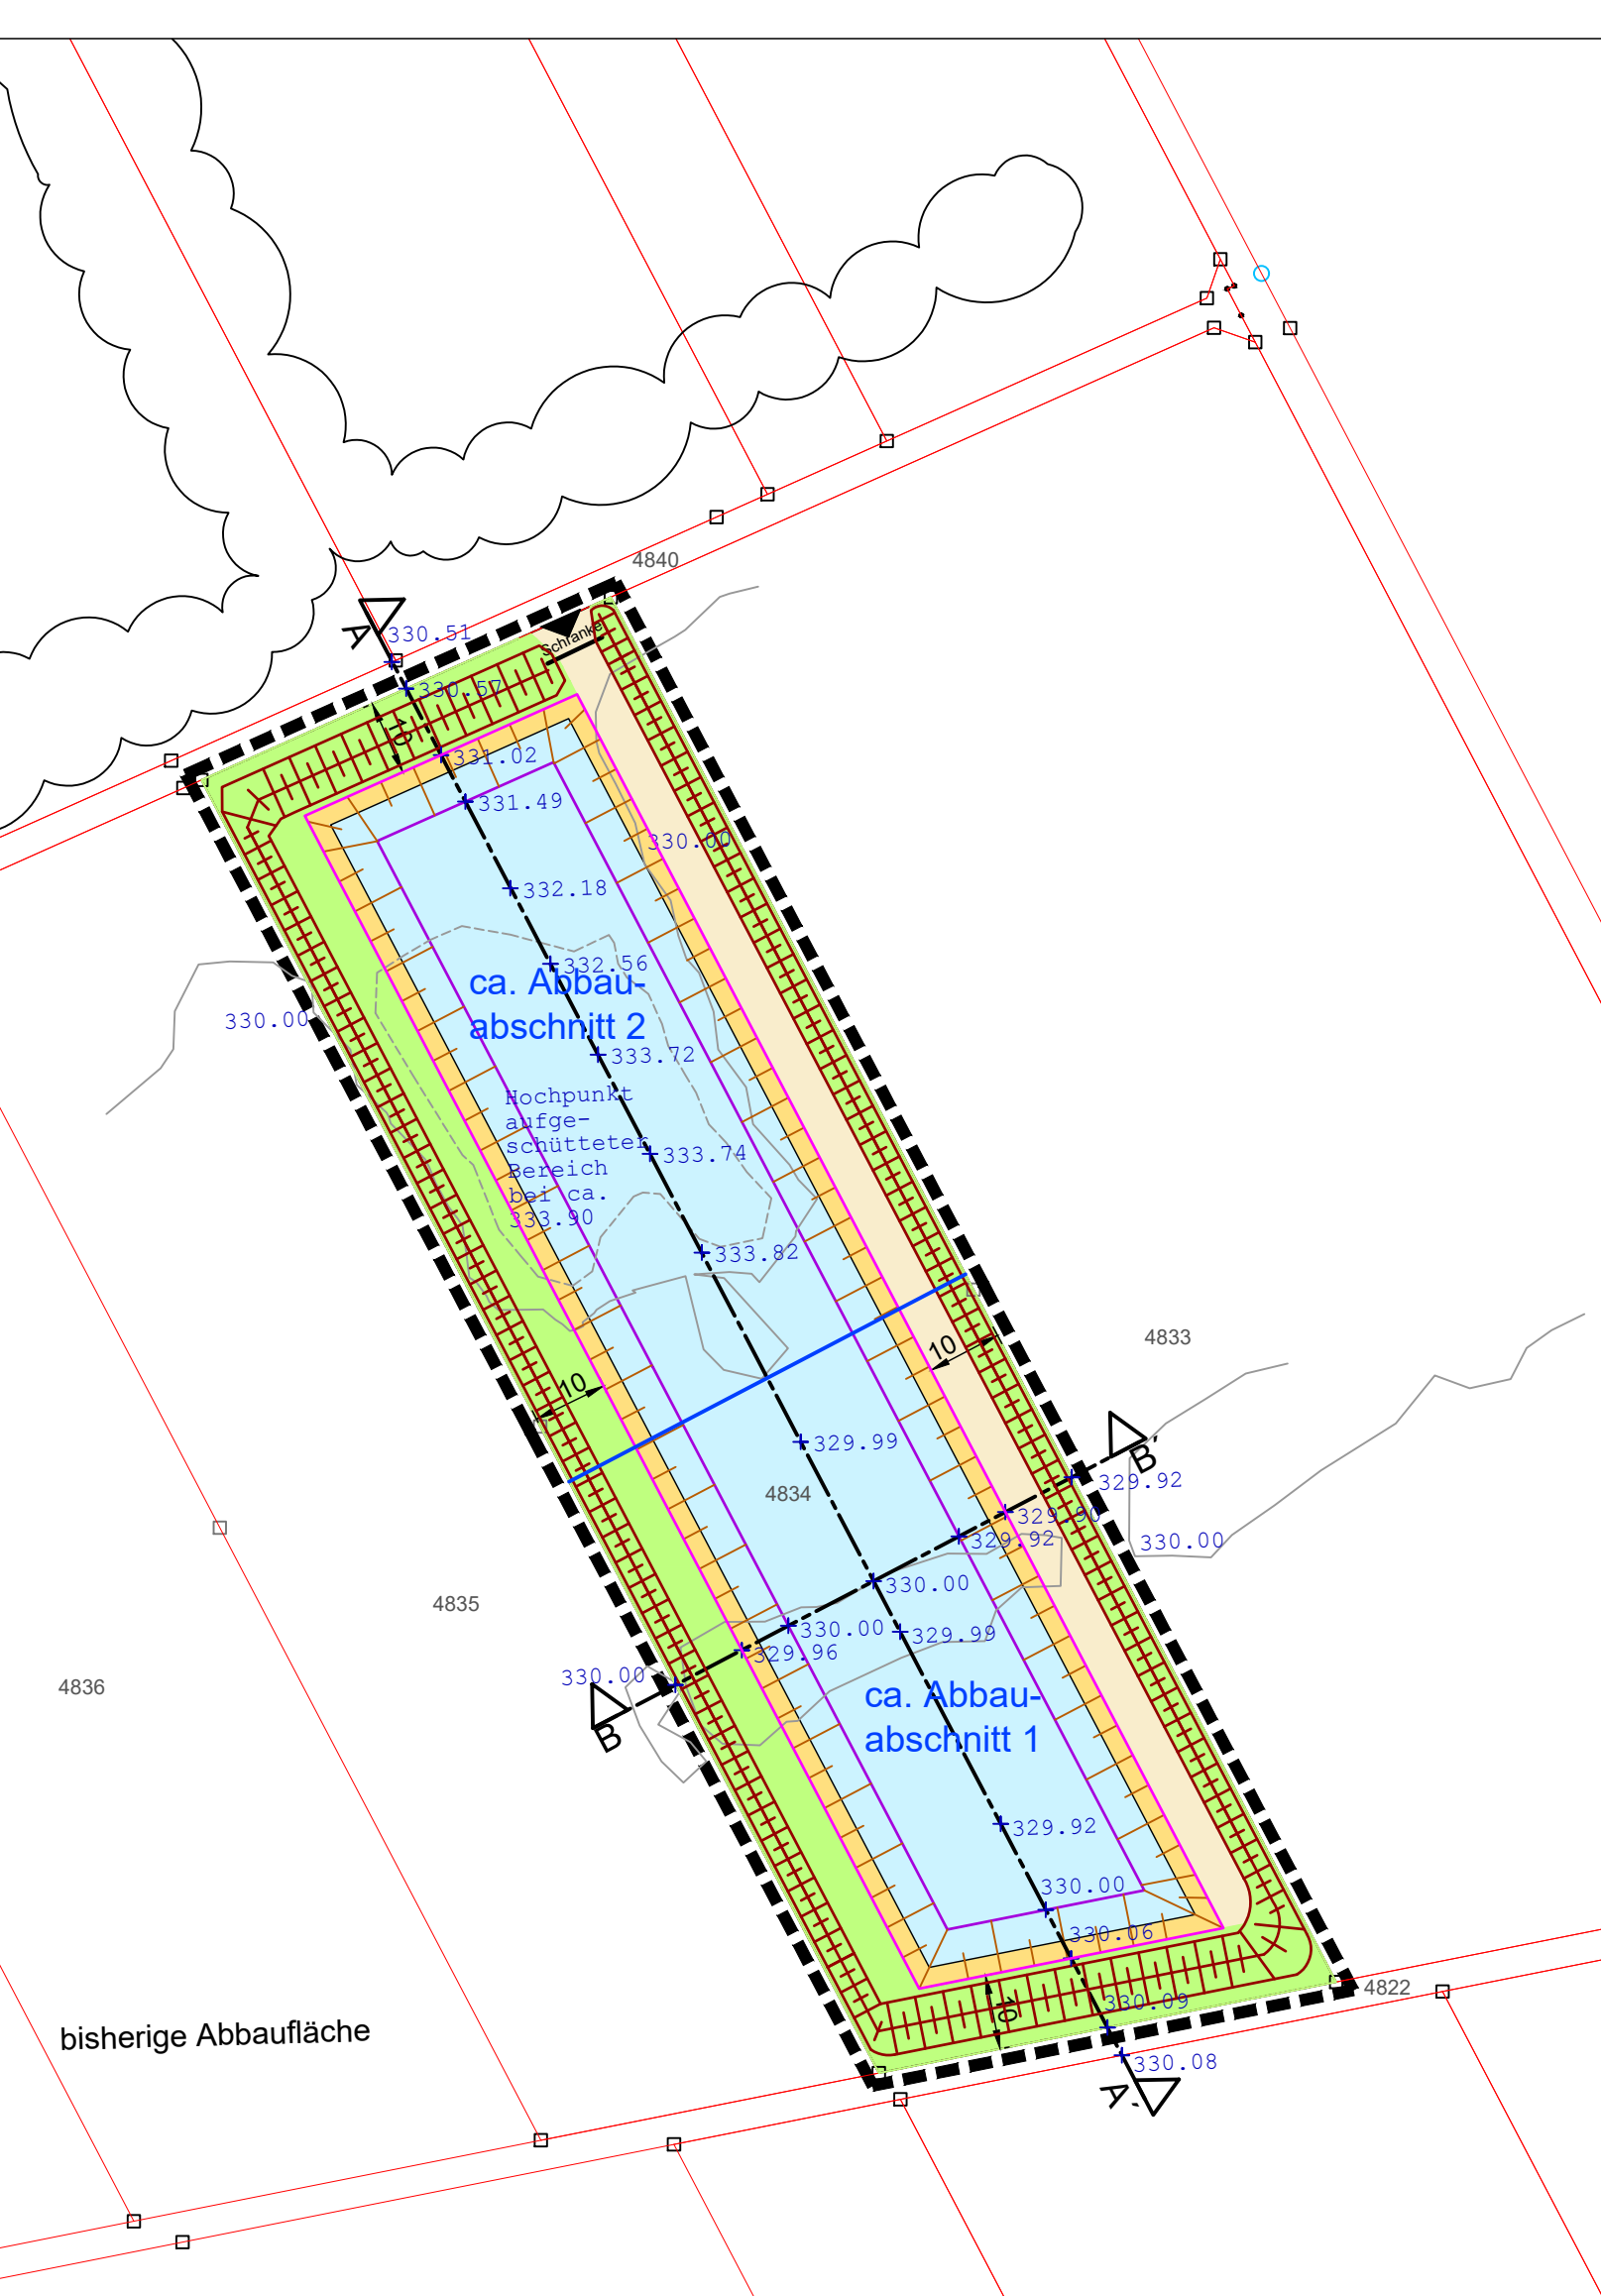 4840
A
330.51
Schranke
330.57
10
331.02
331.49
330.00
332.18
332.56
ca. Abbau-
abschnitt 2
330.00
333.72
Hochpunkt
aufge-
schütteter
Bereich
bei ca.
333.90
333.74
333.82
10
4833
10
329.99
B'
329.92
4834
329.90
329.92
330.00
330.00
4835
330.00
329.99
329.96
330.00
4836
B
ca. Abbau-
abschnitt 1
329.92
330.00
330.06
4822
10
330.09
bisherige Abbaufläche
330.08
A'